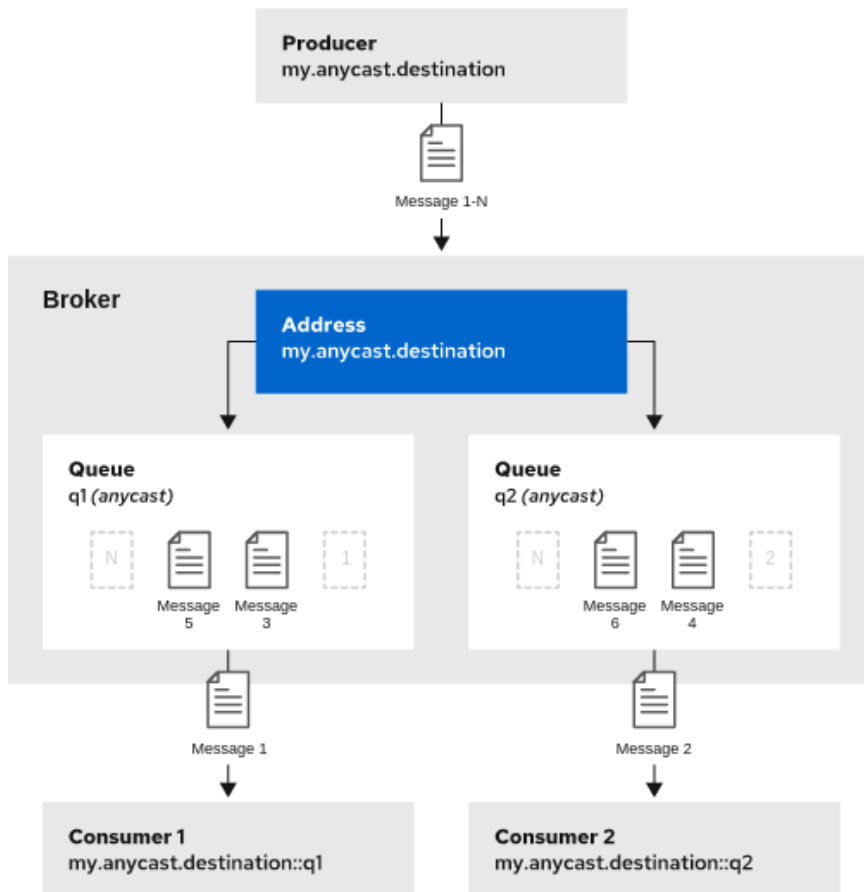 Producer
my.anycast.destination
Message 1-N
Broker
Address
my.anycast.destination
Queue
q1 (anycast)
N
1
Message
5
Message
3
Queue
q2 (anycast)
N
2
Message
6
Message
4
Message 1
Message 2
Consumer 1
my.anycast.destination::q1
Consumer 2
my.anycast.destination::q2